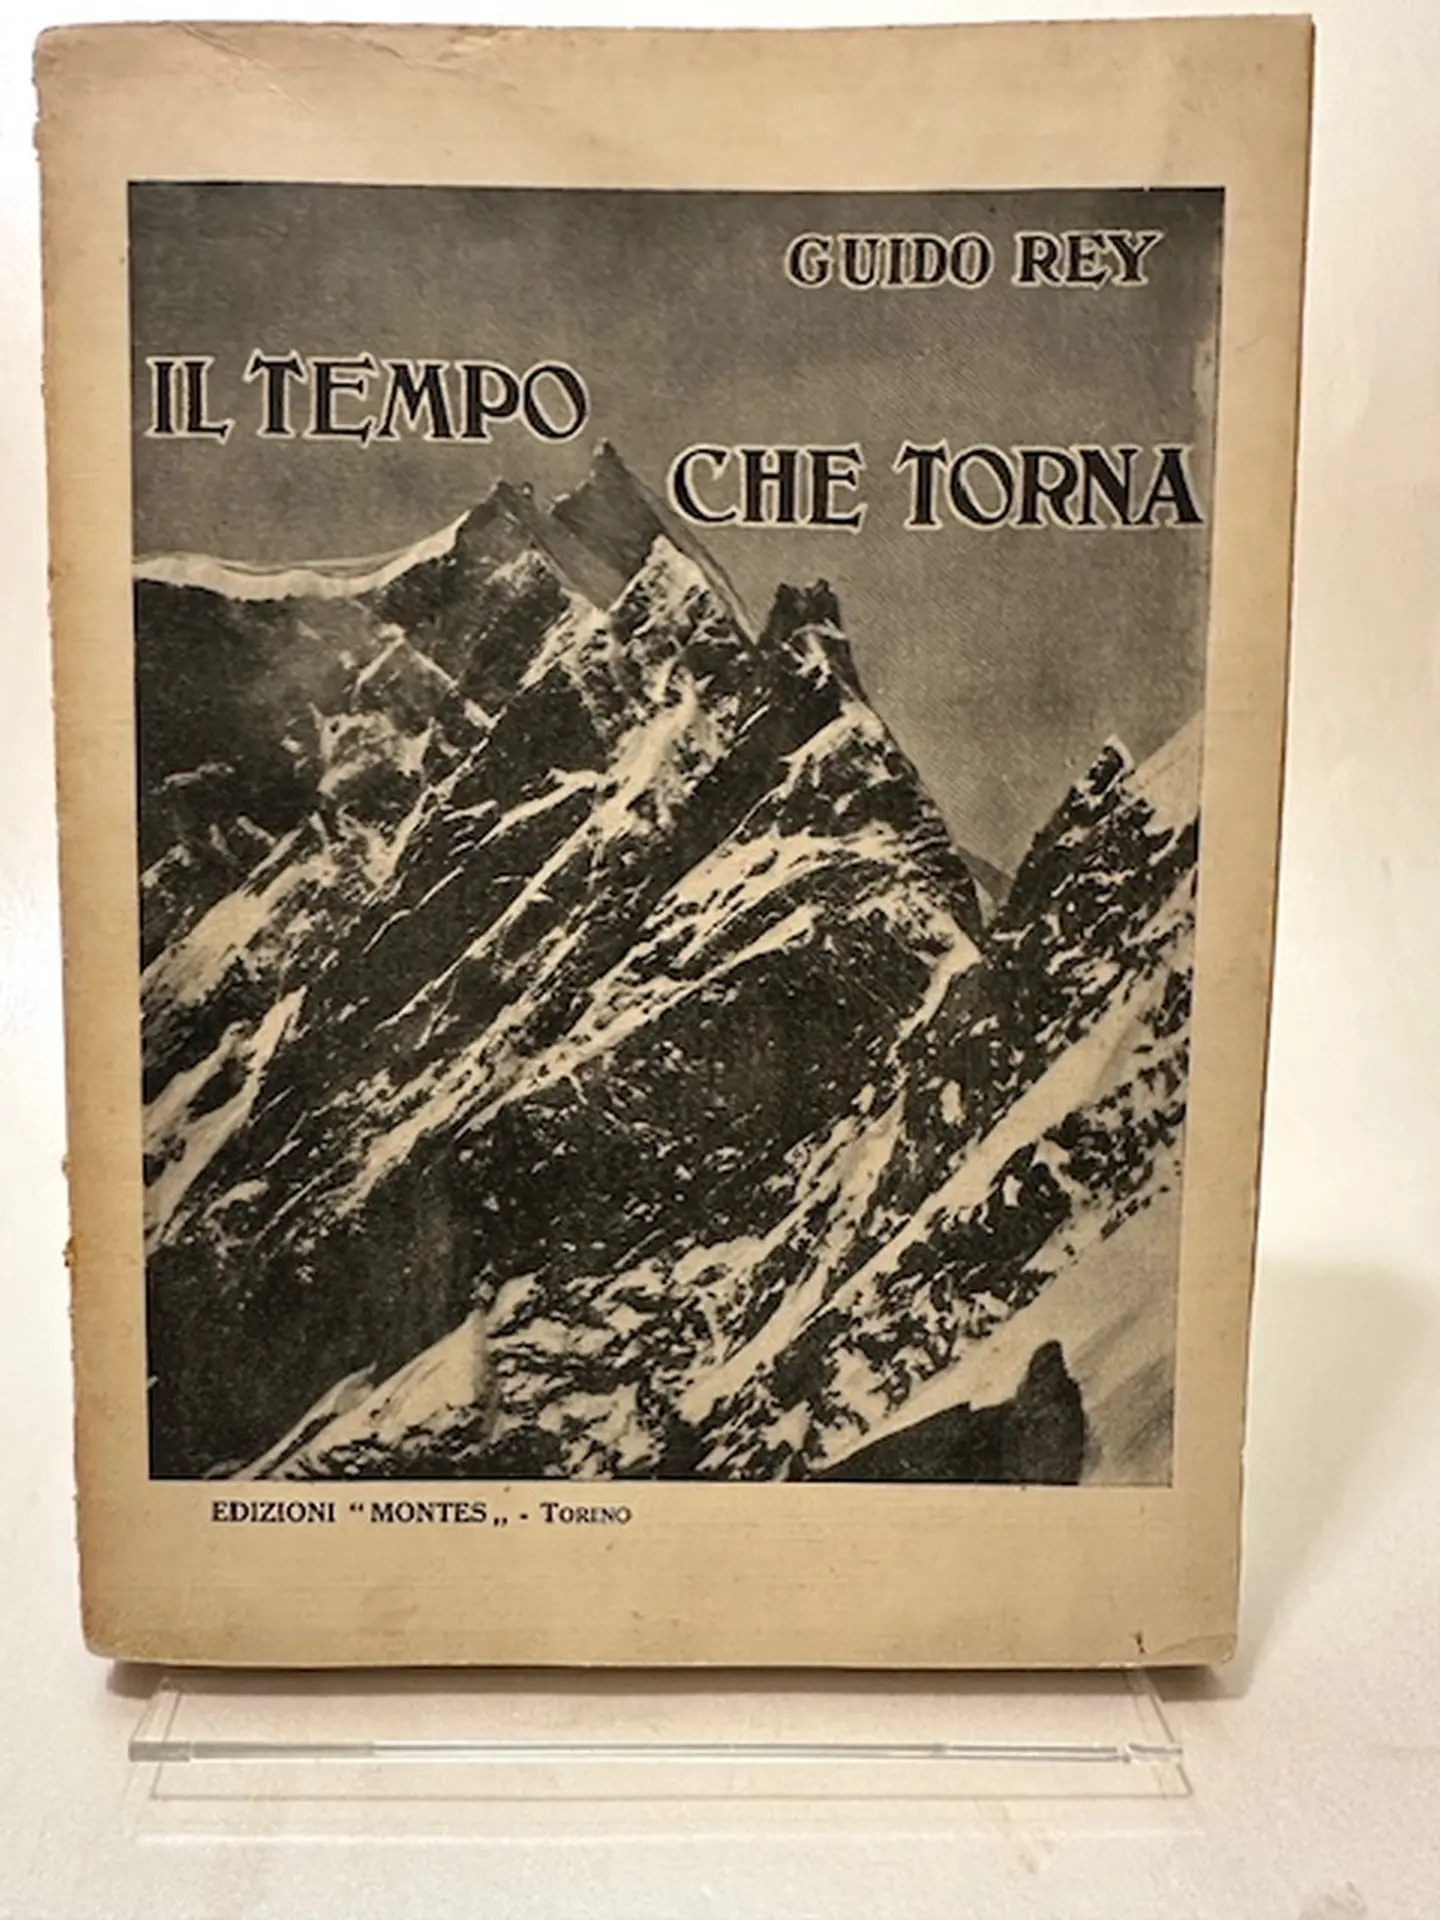 GUIDO REY
IL TEMPO
CHE TORNA
EDIZIONI “MONTES„ - TORINO